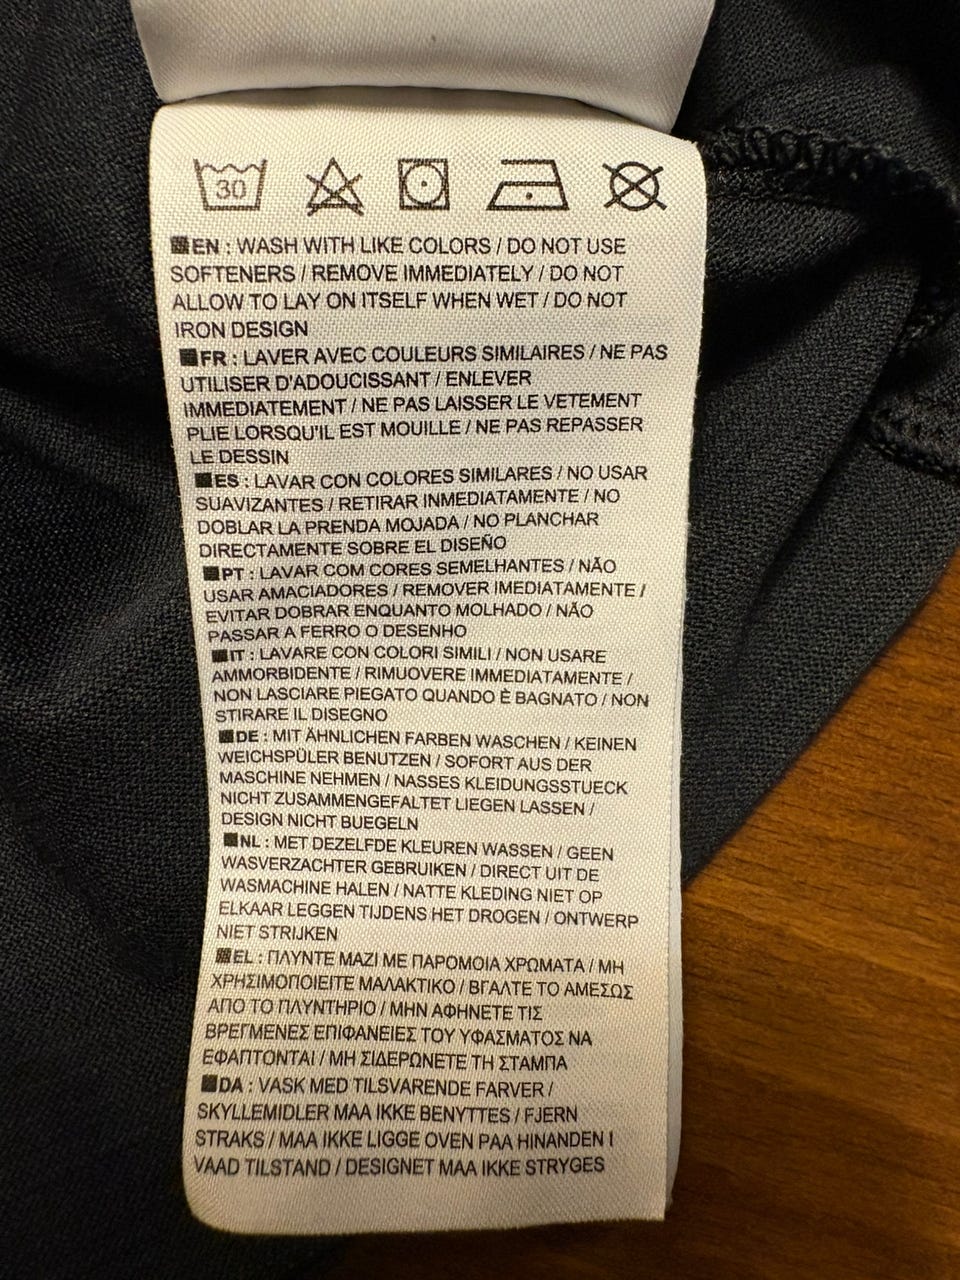 30
EN : WASH WITH LIKE COLORS / DO NOT USE
SOFTENERS / REMOVE IMMEDIATELY / DO NOT
ALLOW TO LAY ON ITSELF WHEN WET / DO NOT
IRON DESIGN
FR : LAVER AVEC COULEURS SIMILAIRES / NE PAS
UTILISER D'ADOUCISSANT / ENLEVER
IMMEDIATEMENT / NE PAS LAISSER LE VETEMENT
PLIE LORSQU'IL EST MOUILLE / NE PAS REPASSER
LE DESSIN
ES : LAVAR CON COLORES SIMILARES / NO USAR
SUAVIZANTES / RETIRAR INMEDIATAMENTE / NO
DOBLAR LA PRENDA MOJADA / NO PLANCHAR
DIRECTAMENTE SOBRE EL DISEÑO
PT : LAVAR COM CORES SEMELHANTES / NÃO
USAR AMACIADORES / REMOVER IMEDIATAMENTE /
EVITAR DOBRAR ENQUANTO MOLHADO / NÃO
PASSAR A FERRO O DESENHO
IT : LAVARE CON COLORI SIMILI / NON USARE
AMMORBIDENTE / RIMUOVERE IMMEDIATAMENTE /
NON LASCIARE PIEGATO QUANDO È BAGNATO / NON
STIRARE IL DISEGNO
DE : MIT ÄHNLICHEN FARBEN WASCHEN / KEINEN
WEICHSPÜLER BENUTZEN / SOFORT AUS DER
MASCHINE NEHMEN / NASSES KLEIDUNGSSTUECK
NICHT ZUSAMMENGEFALTET LIEGEN LASSEN /
DESIGN NICHT BUEGELN
NL : MET DEZELFDE KLEUREN WASSEN / GEEN
WASVERZACHTER GEBRUIKEN / DIRECT UIT DE
WASMACHINE HALEN / NATTE KLEDING NIET OP
ELKAAR LEGGEN TIJDENS HET DROGEN / ONTWERP
NIET STRIJKEN
EL : ΠΛΥΝΤΕ ΜΑΖΙ ΜΕ ΠΑΡΟΜΟΙΑ ΧΡΩΜΑΤΑ / ΜΗ
ΧΡΗΣΙΜΟΠΟΙΕΙΤΕ ΜΑΛΑΚΤΙΚΟ / ΒΓΑΛΤΕ ΤΟ ΑΜΕΣΩΣ
ΑΠΟ ΤΟ ΠΛΥΝΤΗΡΙΟ / ΜΗΝ ΑΦΗΝΕΤΕ ΤΙΣ
ΒΡΕΓΜΕΝΕΣ ΕΠΙΦΑΝΕΙΕΣ ΤΟΥ ΥΦΑΣΜΑΤΟΣ ΝΑ
ΕΦΑΠΤΟΝΤΑΙ / ΜΗ ΣΙΔΕΡΩΝΕΤΕ ΤΗ ΣΤΑΜΠΑ
DA : VASK MED TILSVARENDE FARVER /
SKYLLEMIDLER MAA IKKE BENYTTES / FJERN
STRAKS / MAA IKKE LIGGE OVEN PAA HINANDEN I
VAAD TILSTAND / DESIGNET MAA IKKE STRYGES